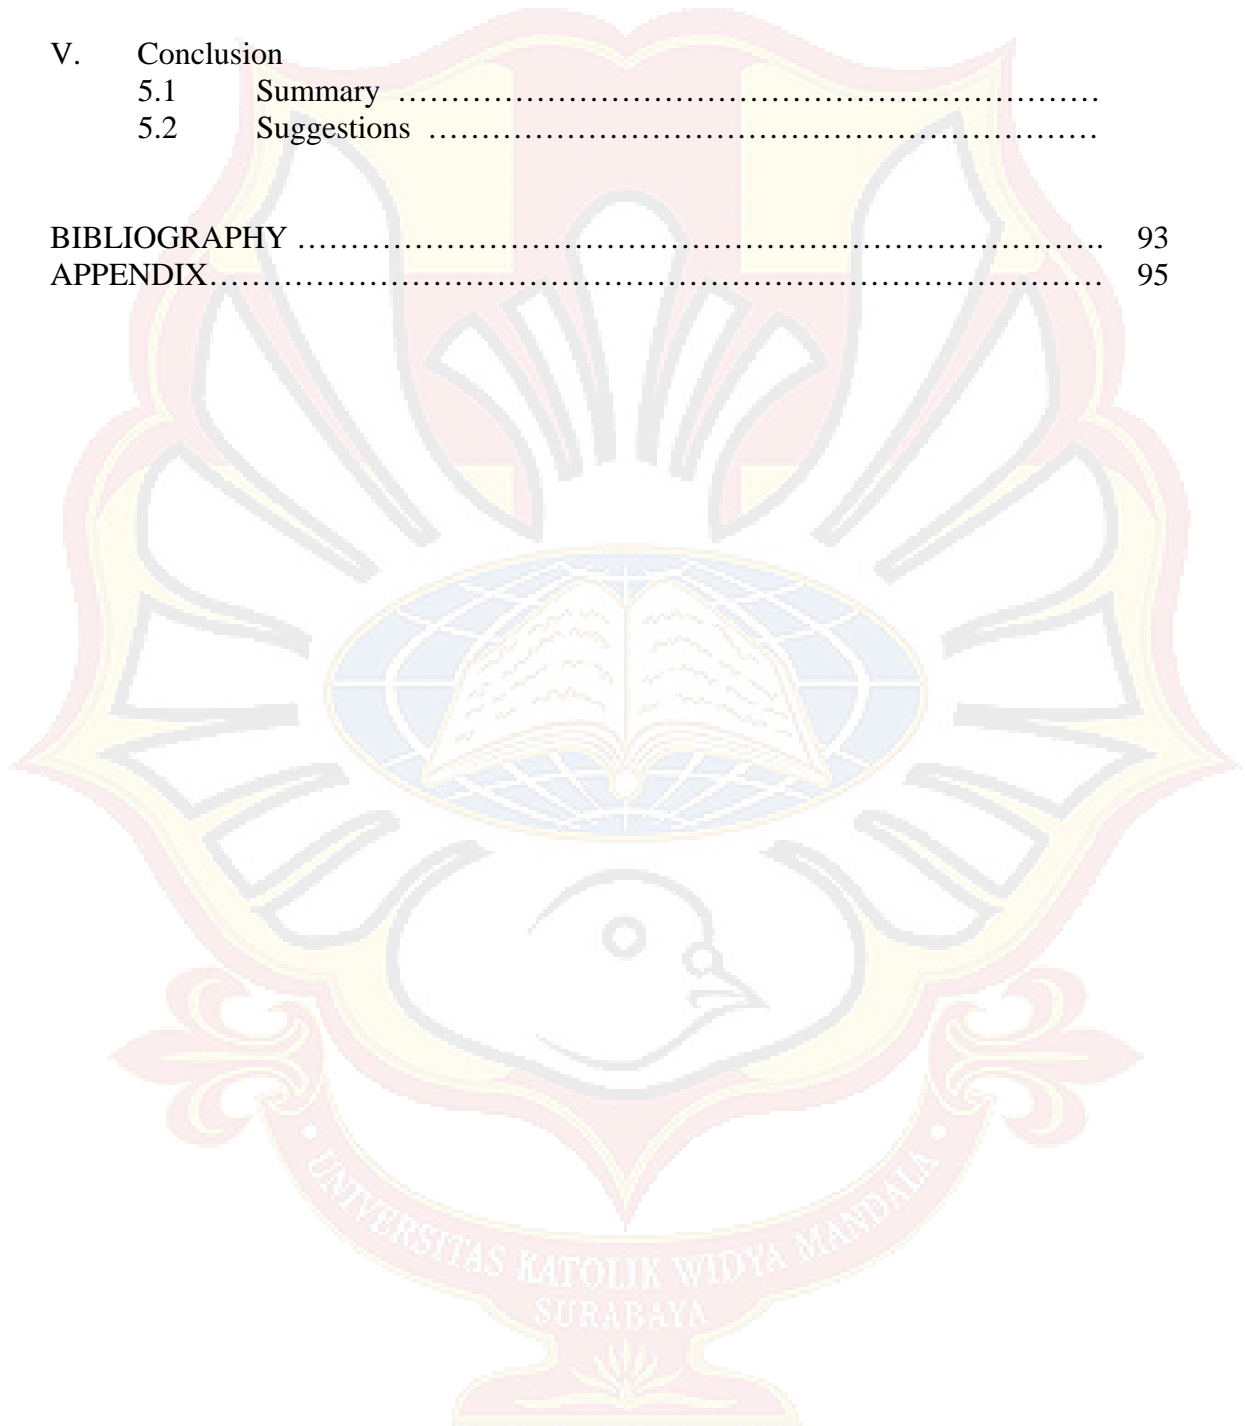 V. Conclusion
5.1 Summary ……………………………………………………………
5.2 Suggestions …………………………………………………………
BIBLIOGRAPHY …………………………………………………………………… 93
APPENDIX…………………………………………………………………………… 95
UNIVERSITAS KATOLIK WIDYA MANDALA
SURABAYA